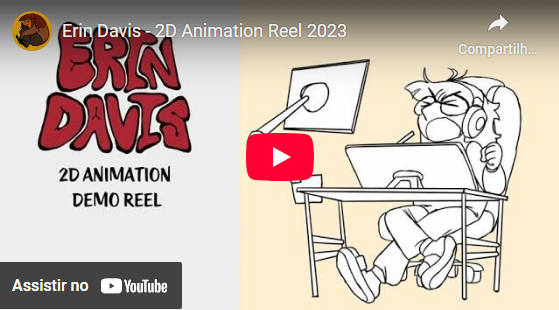 Erin Davis - 2D Animation Reel 2023
Compartilh...
ERIN
DAVIS
2D ANIMATION
DEMO REEL
Assistir no YouTube